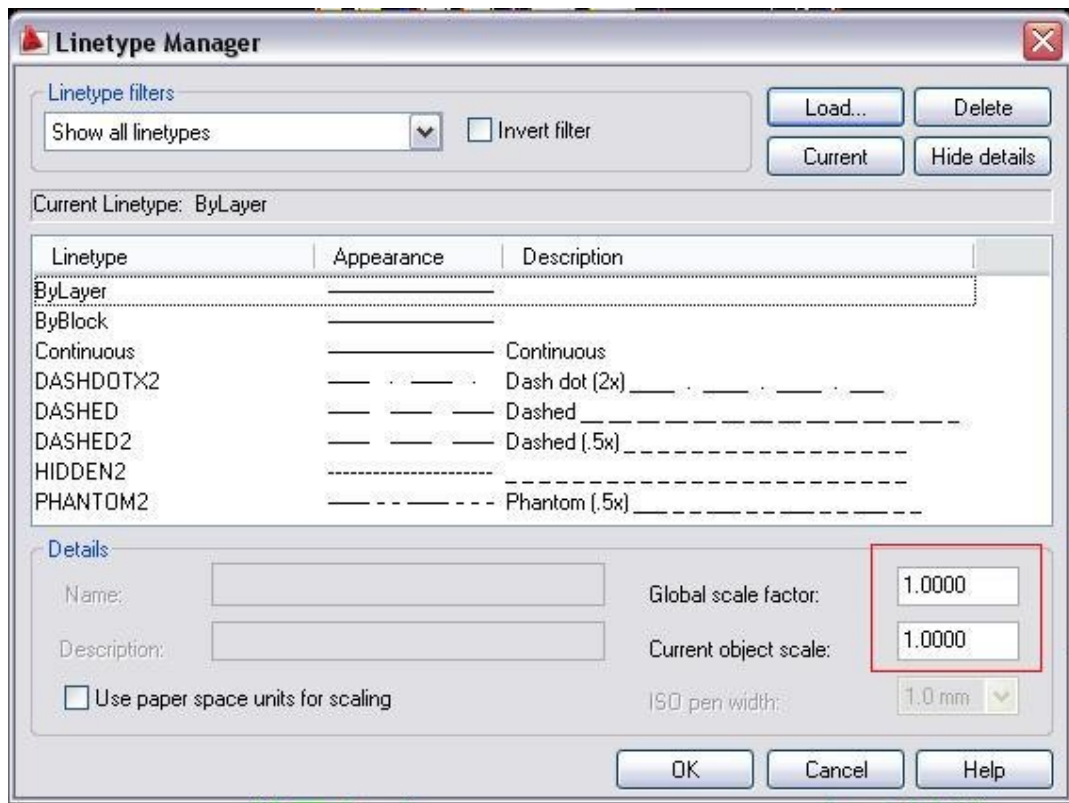 Linetype Manager
Linetype filters
Show all linetypes
Invert filter
Load...
Delete
Current
Hide details
Current Linetype: ByLayer
Linetype Appearance Description
ByLayer
ByBlock
Continuous Continuous
DASHDOTX2 Dash dot (2x)
DASHED Dashed
DASHED2 Dashed (.5x)
HIDDEN2
PHANTOM2 Phantom (.5x)
Details
Name:
Global scale factor: 1.0000
Description:
Current object scale: 1.0000
Use paper space units for scaling
ISO pen width: 1.0 mm
OK Cancel Help